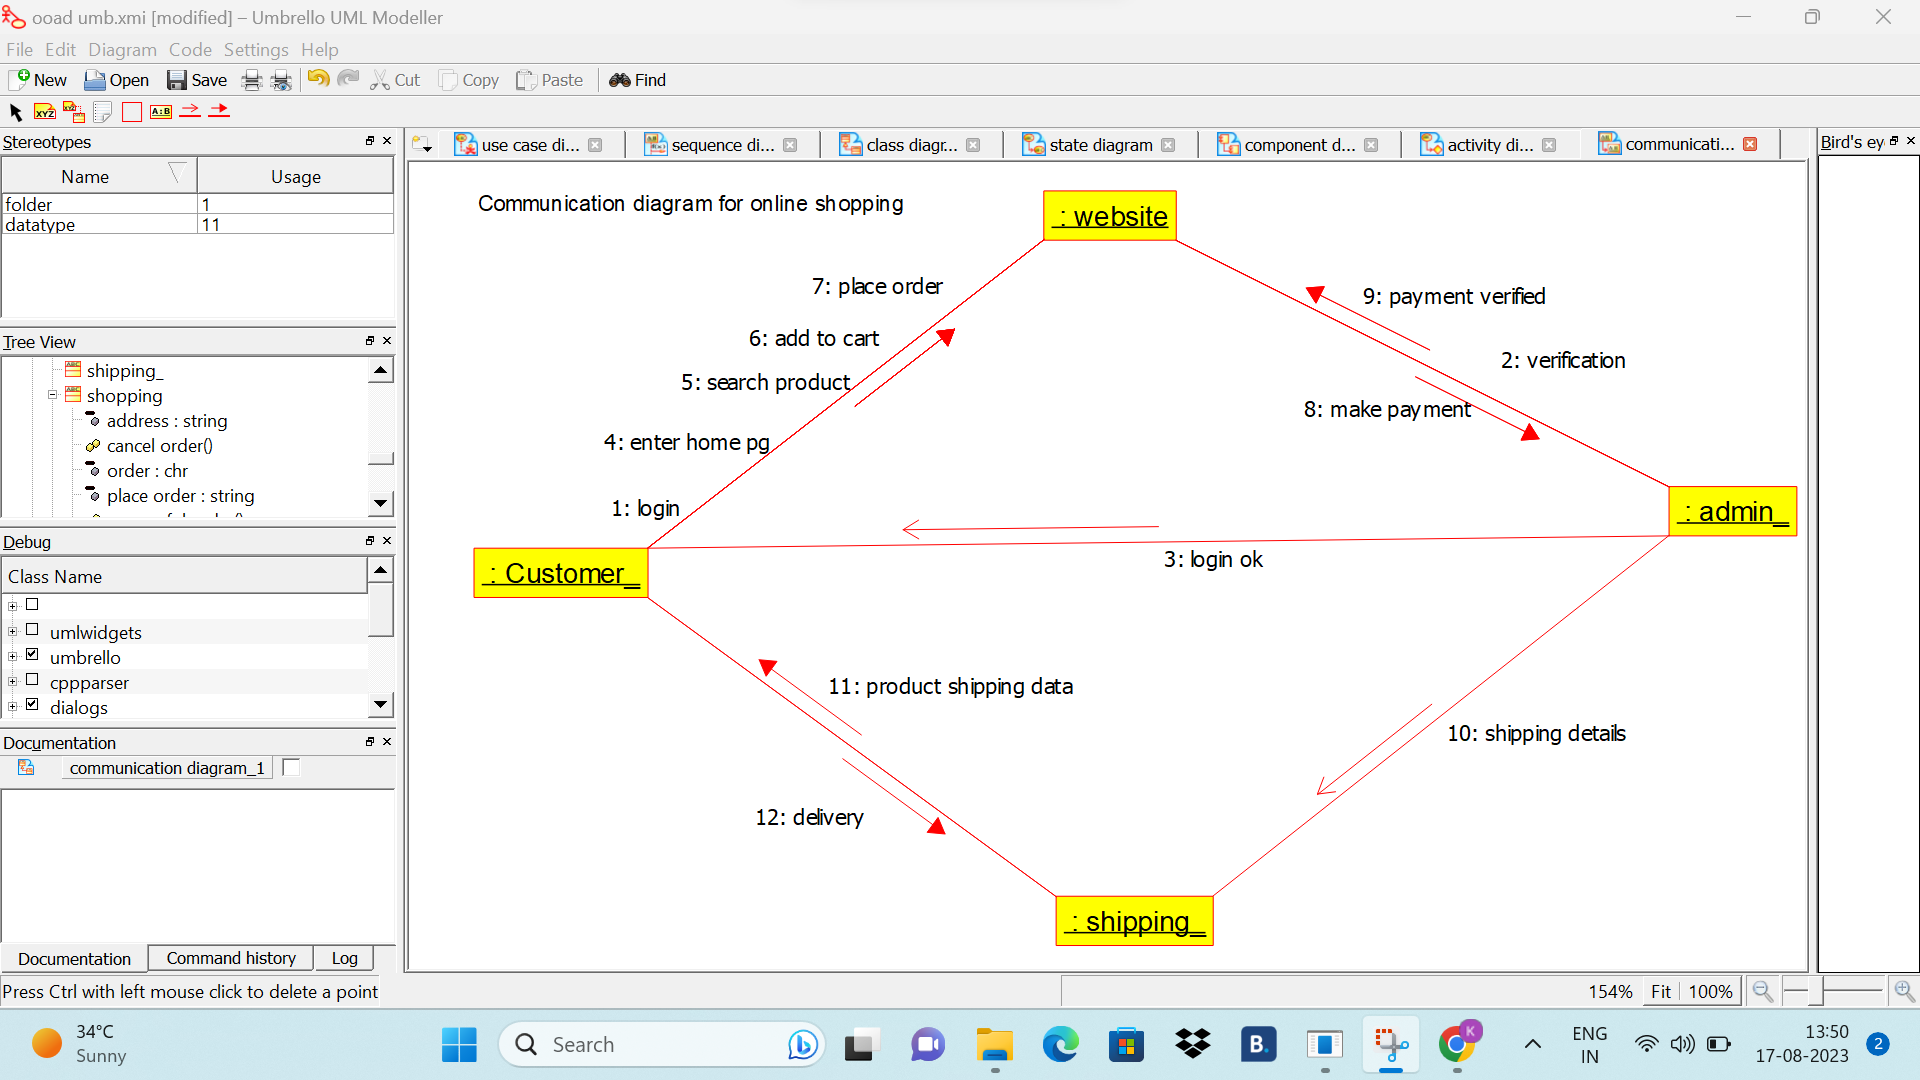 ooad umb.xmi [modified] – Umbrello UML Modeller
File Edit Diagram Code Settings Help
New Open Save Cut Copy Paste Find
XYZ XYZ A:B
Stereotypes
Name Usage
folder 1
datatype 11
Tree View
shipping_
shopping
address : string
cancel order()
order : chr
place order : string
Debug
Class Name
umlwidgets
umbrello
cppparser
dialogs
Documentation
communication diagram_1
Documentation Command history Log
Press Ctrl with left mouse click to delete a point
use case di... sequence di... class diagr... state diagram component d... activity di... communicati...
Bird's ey
Communication diagram for online shopping
: website
7: place order
9: payment verified
6: add to cart
2: verification
5: search product
8: make payment
4: enter home pg
1: login
: admin_
3: login ok
: Customer_
11: product shipping data
10: shipping details
12: delivery
: shipping_
154% Fit 100%
34°C
Sunny
Search
B.
K
ENG
IN
13:50
17-08-2023
2